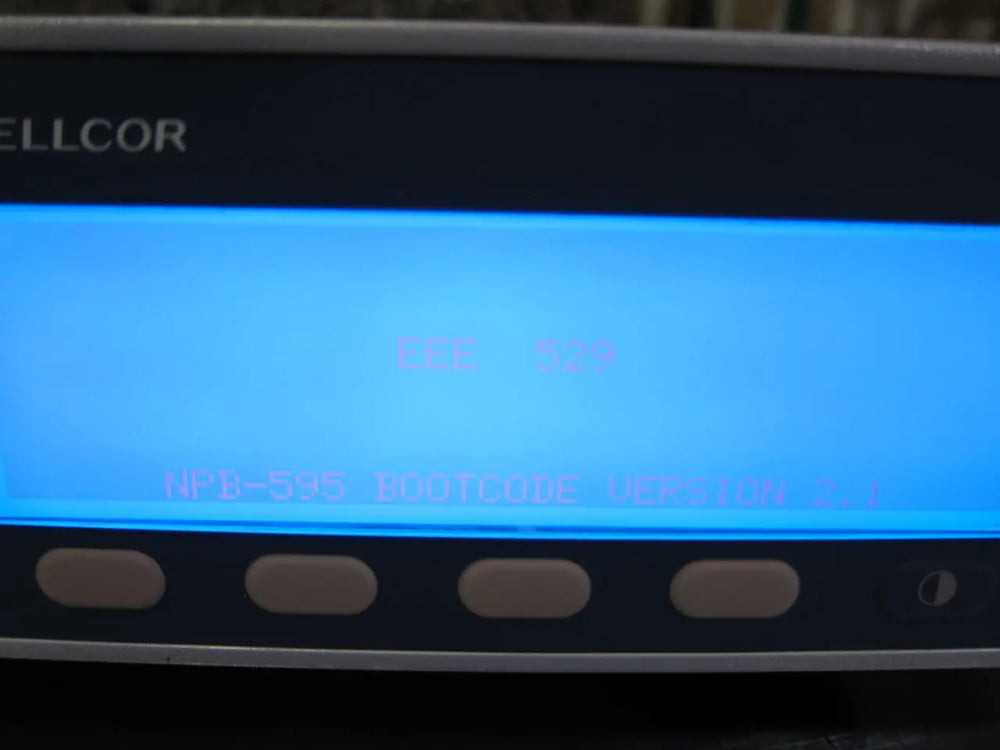 ELLCOR
EEE 529
NPB-595 BOOTCODE VERSION 2.1